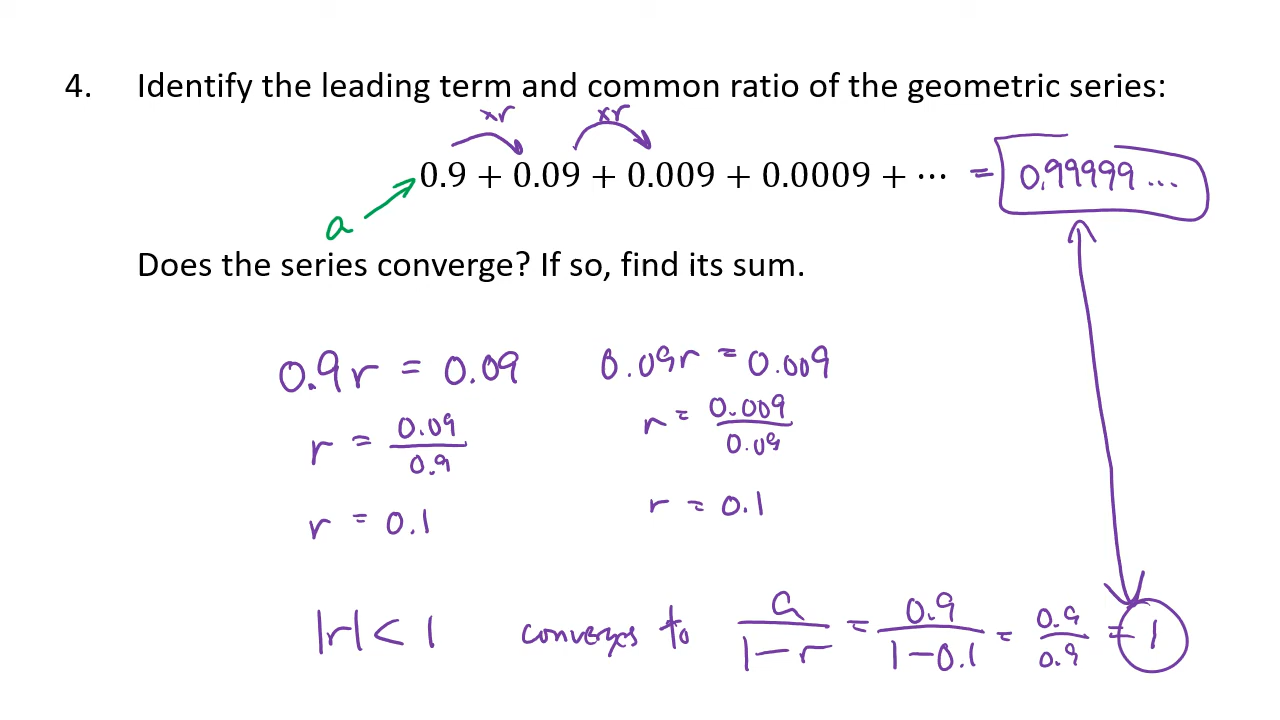 4. Identify the leading term and common ratio of the geometric series:
×r ×r
0.9 + 0.09 + 0.009 + 0.0009 + ⋯ = 0.99999...
a
Does the series converge? If so, find its sum.
0.9r = 0.09 0.09r = 0.009
r = 0.09/0.9 r = 0.009/0.09
r = 0.1 r = 0.1
|r| < 1 converges to a/(1-r) = 0.9/(1-0.1) = 0.9/0.9 = 1